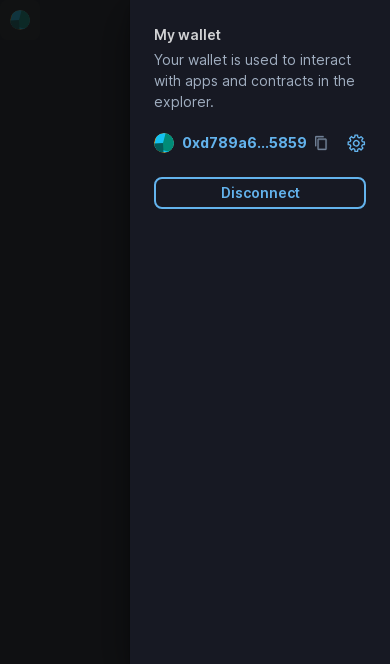 My wallet
Your wallet is used to interact
with apps and contracts in the
explorer.
0xd789a6...5859
Disconnect